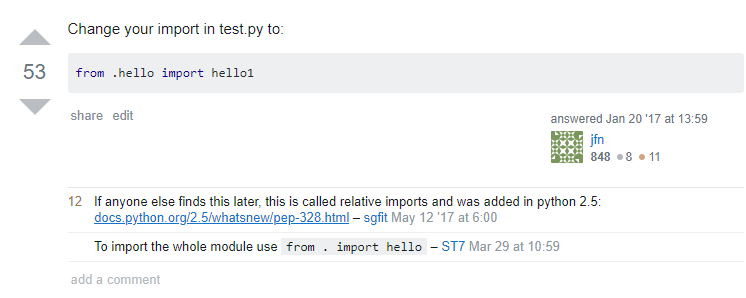 Change your import in test.py to:
53
from .hello import hello1
share edit
answered Jan 20 '17 at 13:59
jfn
848 8 11
12 If anyone else finds this later, this is called relative imports and was added in python 2.5:
docs.python.org/2.5/whatsnew/pep-328.html – sgfit May 12 '17 at 6:00
To import the whole module use from . import hello – ST7 Mar 29 at 10:59
add a comment